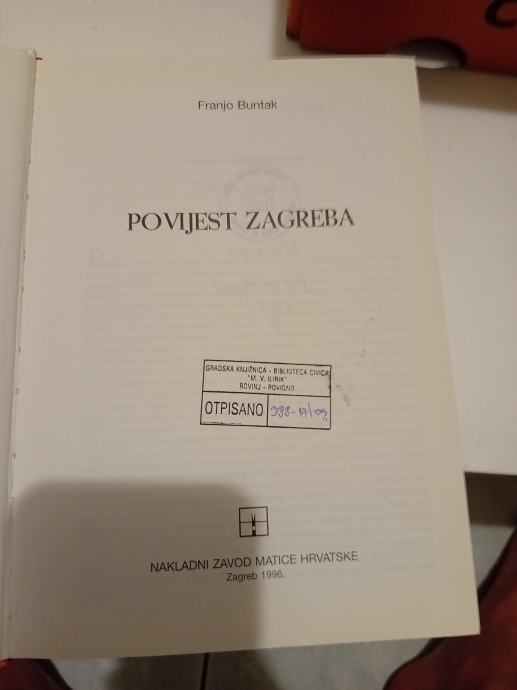 Franjo Buntak
POVIJEST ZAGREBA
GRADSKA KNJIŽNICA - BIBLIOTECA CIVICA
"M. V. ILIRIK"
ROVINJ - ROVIGNO
OTPISANO
NAKLADNI ZAVOD MATICE HRVATSKE
Zagreb 1996.